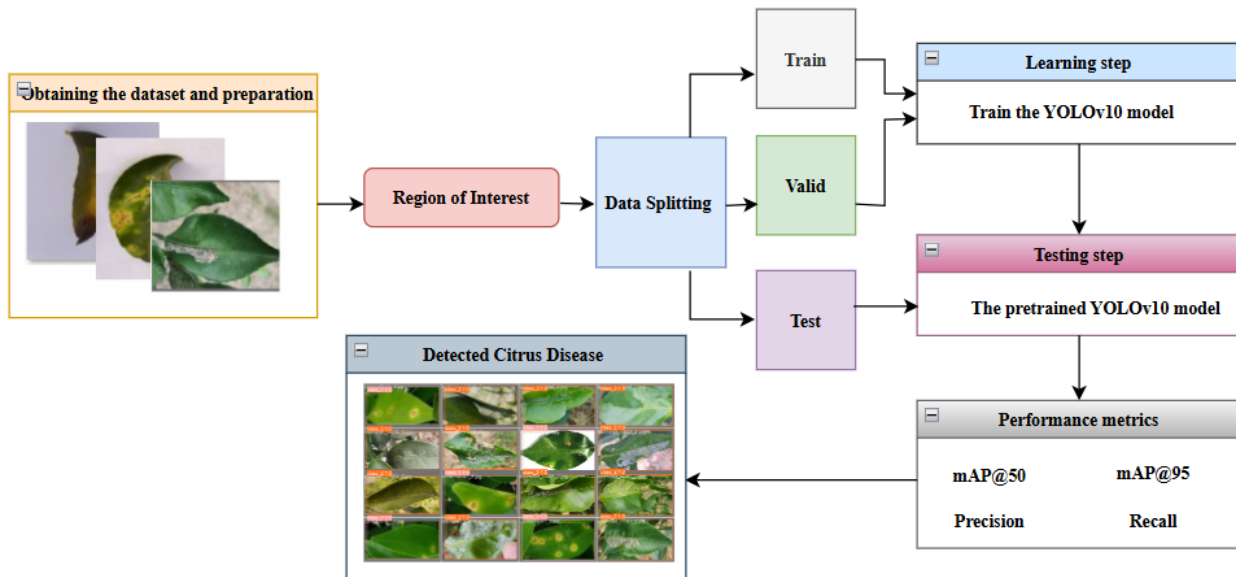 Obtaining the dataset and preparation
Region of Interest
Data Splitting
Train
Valid
Test
Learning step
Train the YOLOv10 model
Testing step
The pretrained YOLOv10 model
Performance metrics
mAP@50
mAP@95
Precision
Recall
Detected Citrus Disease